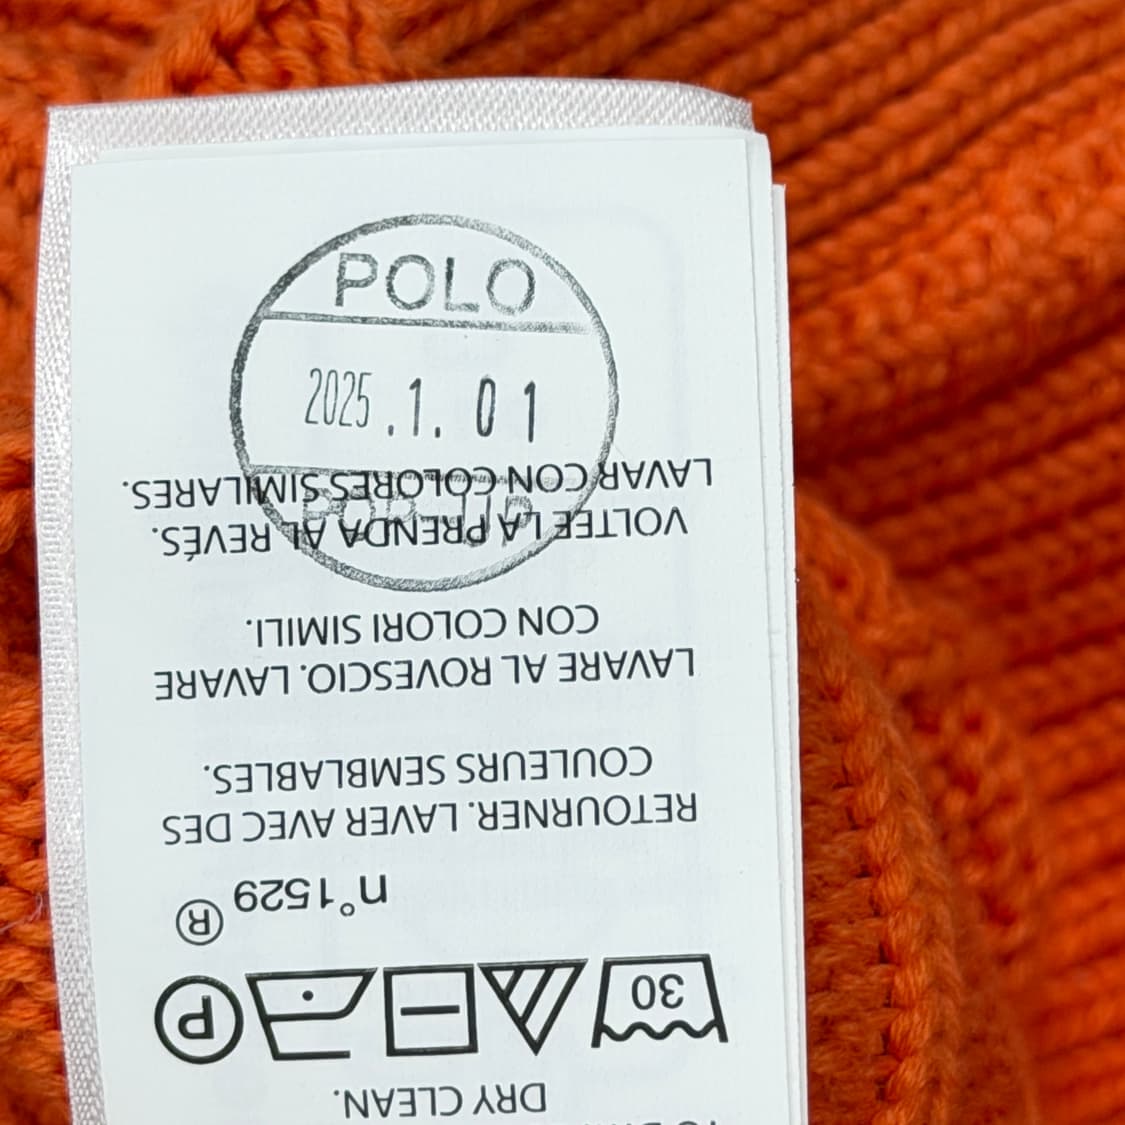 POLO
2025.1.01
DRY CLEAN.
30
P
n°1529 ®
RETOURNER. LAVER AVEC DES
COULEURS SEMBLABLES.
LAVARE AL ROVESCIO. LAVARE
CON COLORI SIMILI.
VOLTEE LA PRENDA AL REVÉS.
LAVAR CON COLORES SIMILARES.